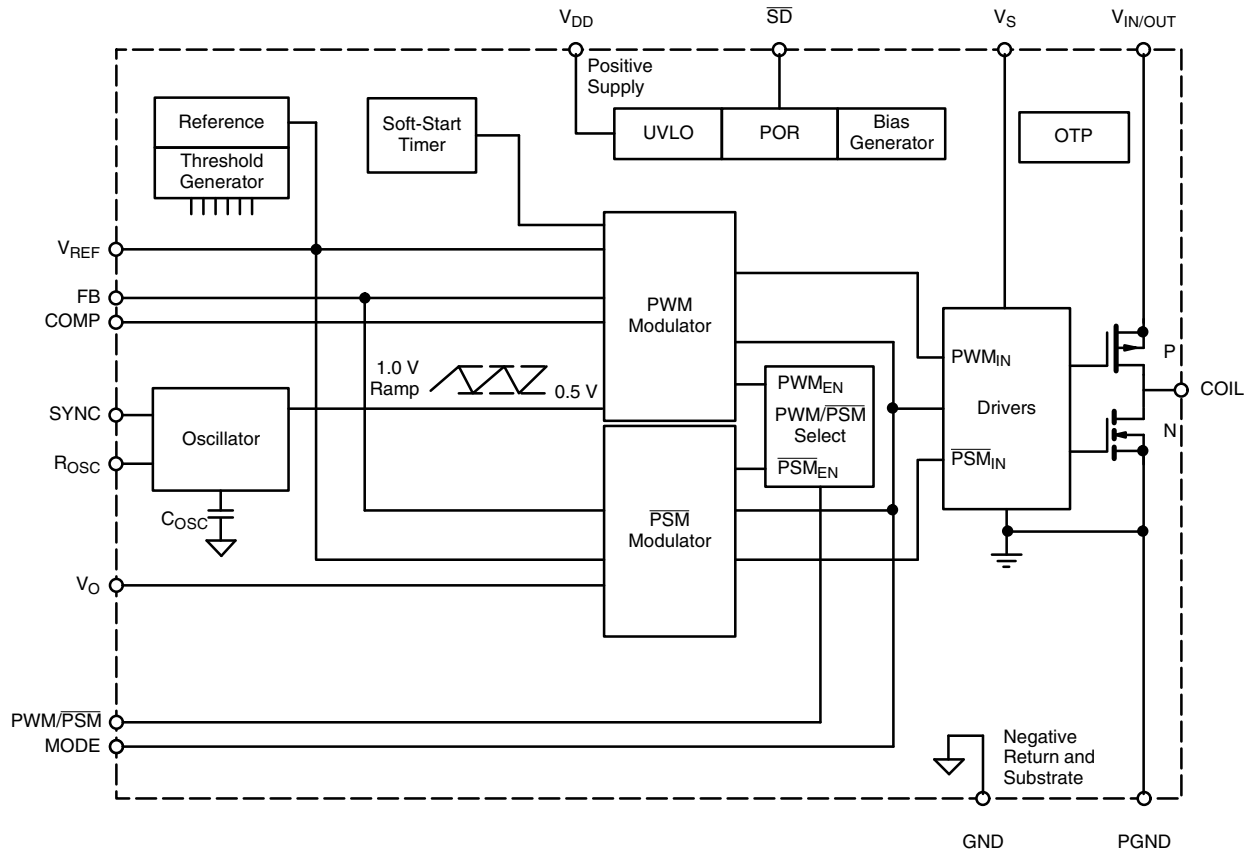 VDD
SD
VS
VIN/OUT
Positive
Supply
Reference
Threshold
Generator
Soft-Start
Timer
UVLO
POR
Bias
Generator
OTP
VREF
FB
COMP
PWM
Modulator
1.0 V
Ramp
0.5 V
PWMEN
PWM/PSM
Select
PSMEN
PWMIN
Drivers
PSMIN
P
N
COIL
SYNC
ROSC
Oscillator
COSC
PSM
Modulator
VO
PWM/PSM
MODE
Negative
Return and
Substrate
GND
PGND